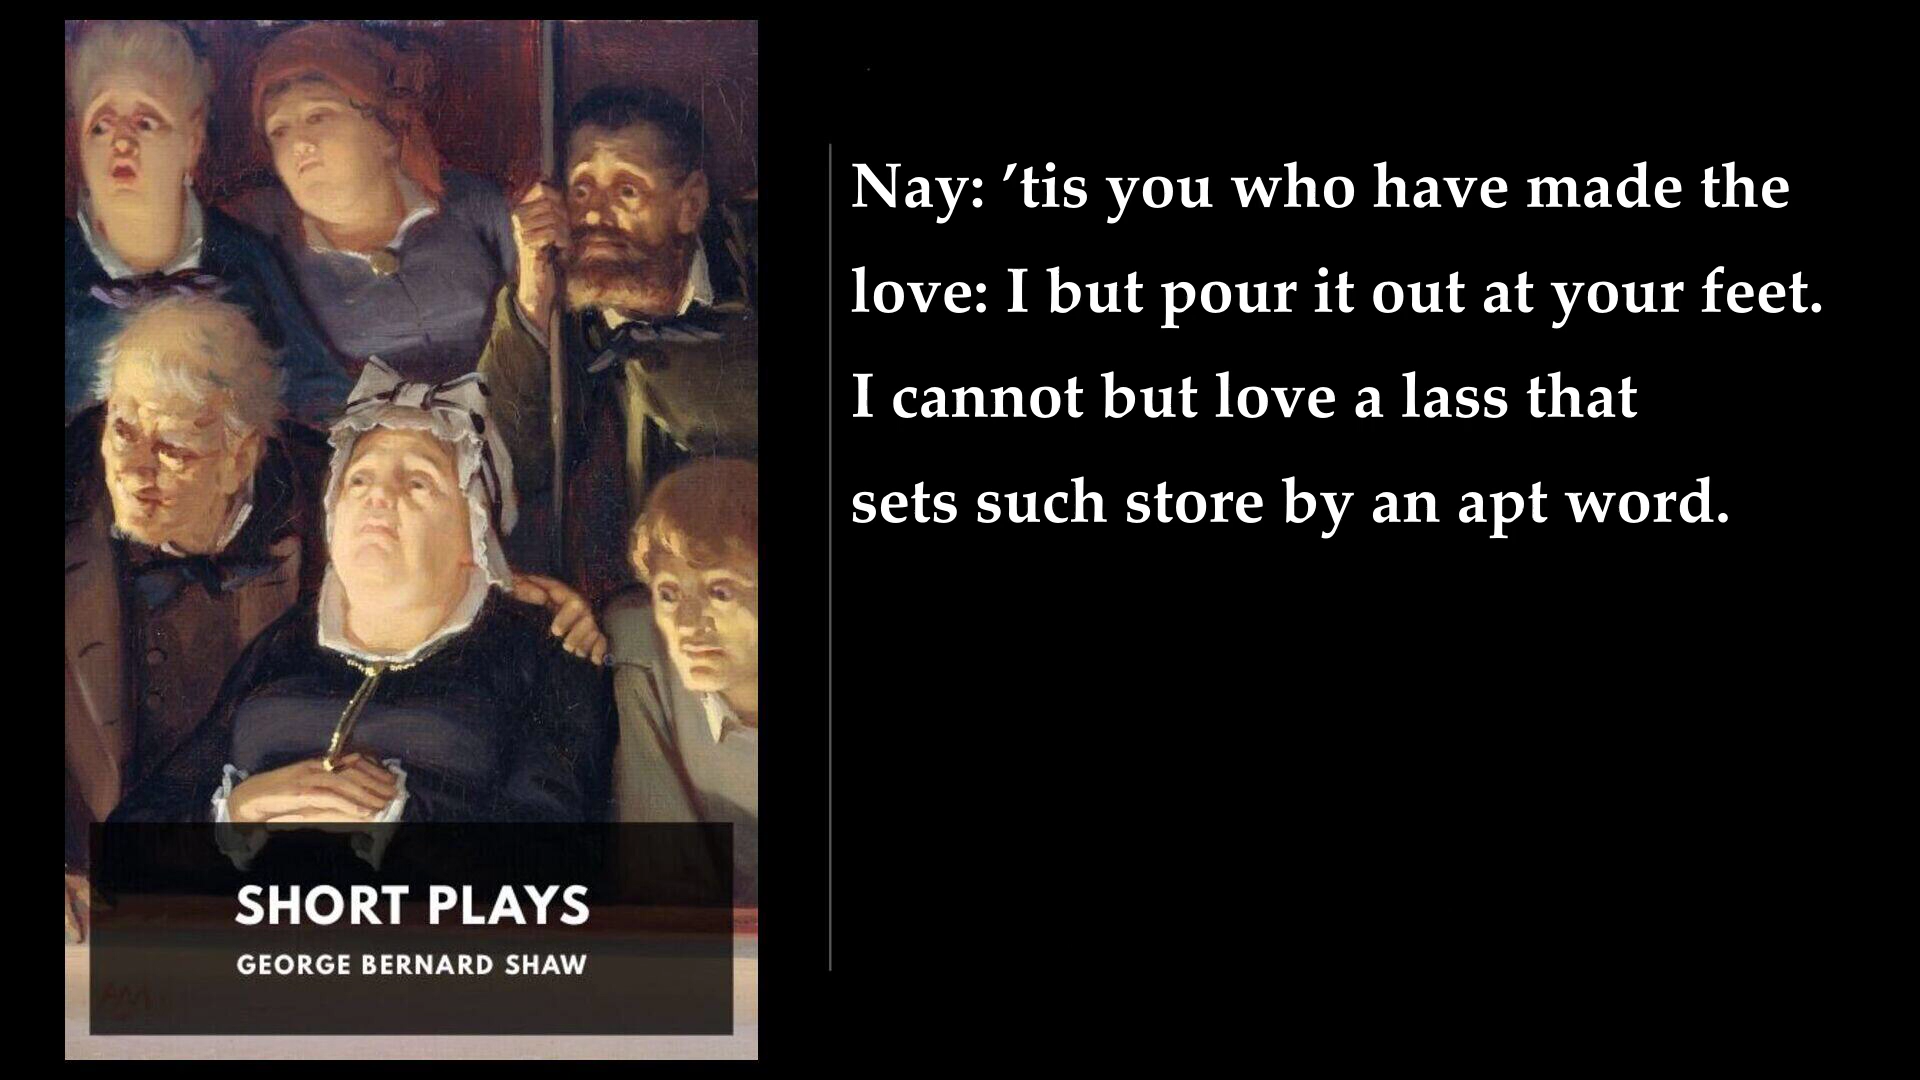 Nay: ’tis you who have made the
love: I but pour it out at your feet.
I cannot but love a lass that
sets such store by an apt word.
SHORT PLAYS
GEORGE BERNARD SHAW